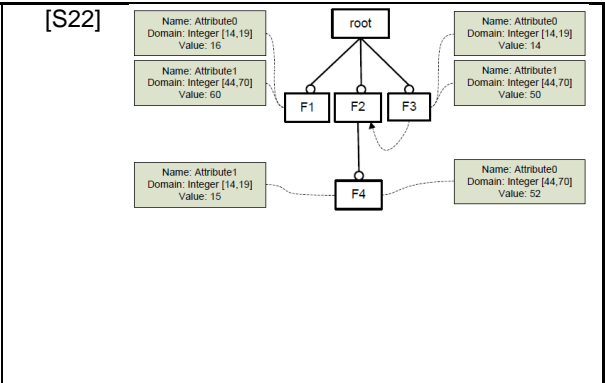 [S22]
Name: Attribute0
Domain: Integer [14,19]
Value: 16
Name: Attribute1
Domain: Integer [44,70]
Value: 60
root
Name: Attribute0
Domain: Integer [14,19]
Value: 14
Name: Attribute1
Domain: Integer [44,70]
Value: 50
F1
F2
F3
Name: Attribute1
Domain: Integer [14,19]
Value: 15
F4
Name: Attribute0
Domain: Integer [44,70]
Value: 52